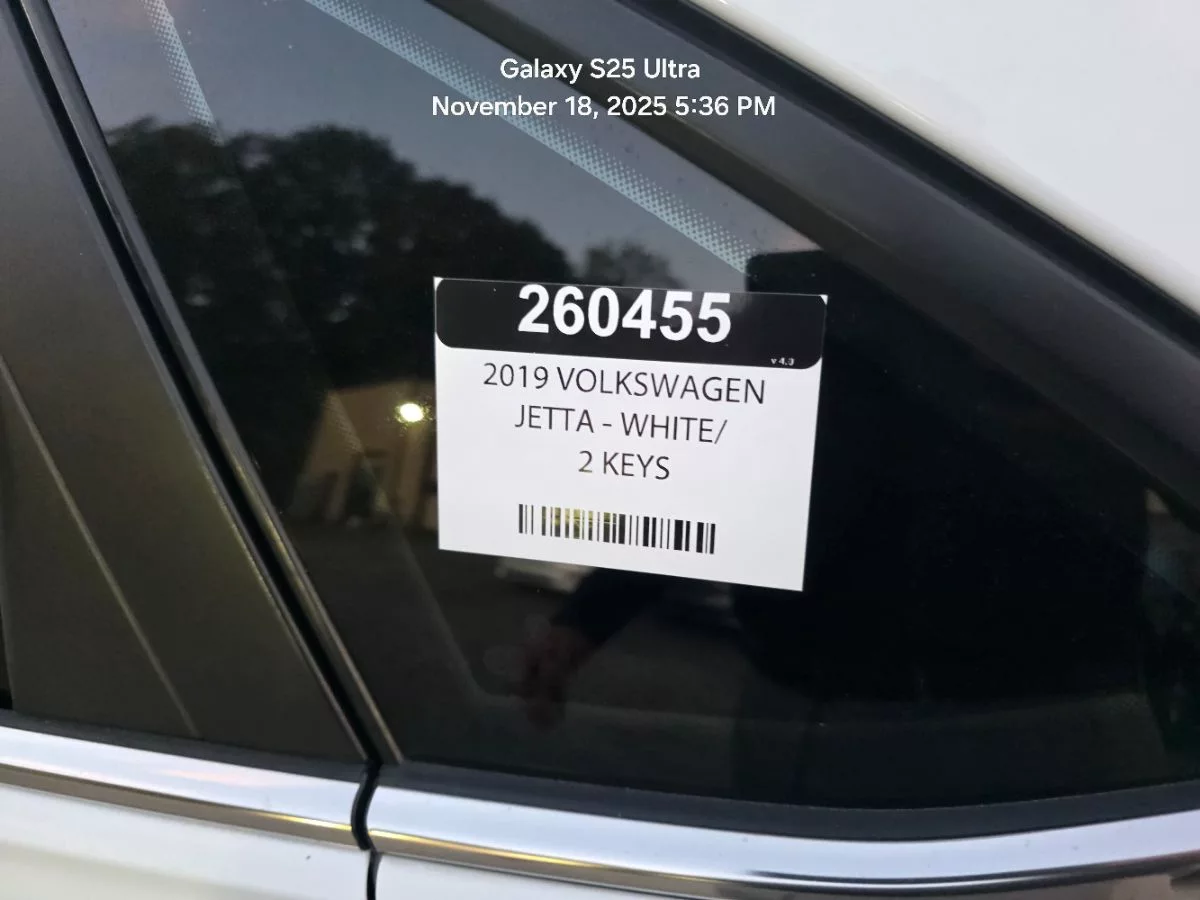 Galaxy S25 Ultra
November 18, 2025 5:36 PM
260455
v 4.3
2019 VOLKSWAGEN
JETTA - WHITE/
2 KEYS